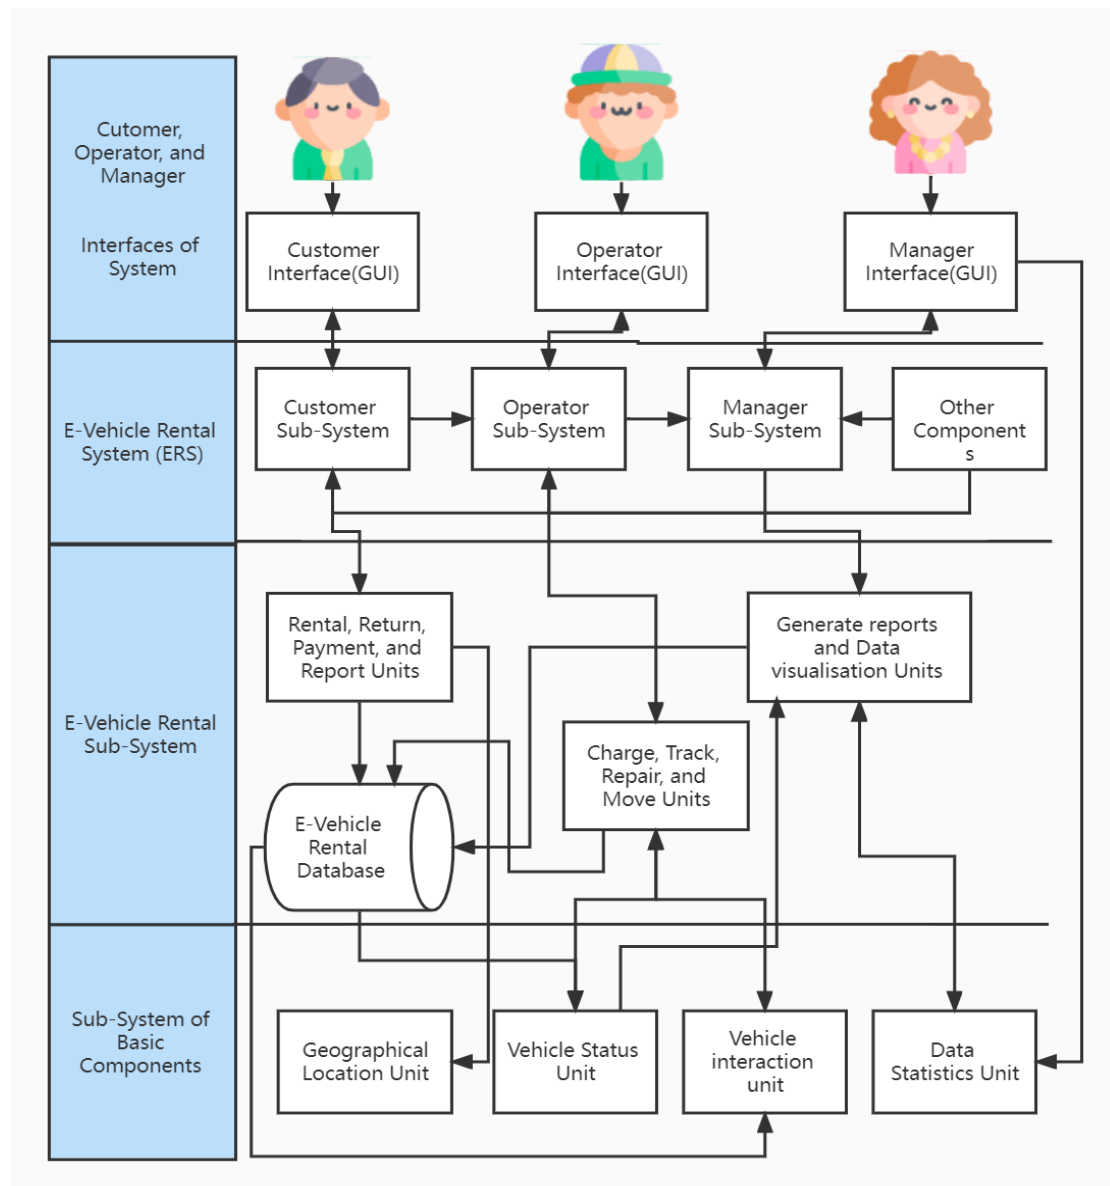 Cutomer,
Operator, and
Manager
Interfaces of
System
Customer
Interface(GUI)
Operator
Interface(GUI)
Manager
Interface(GUI)
E-Vehicle Rental
System (ERS)
Customer
Sub-System
Operator
Sub-System
Manager
Sub-System
Other
Component
s
E-Vehicle Rental
Sub-System
Rental, Return,
Payment, and
Report Units
Generate reports
and Data
visualisation Units
Charge, Track,
Repair, and
Move Units
E-Vehicle
Rental
Database
Sub-System of
Basic
Components
Geographical
Location Unit
Vehicle Status
Unit
Vehicle
interaction
unit
Data
Statistics Unit